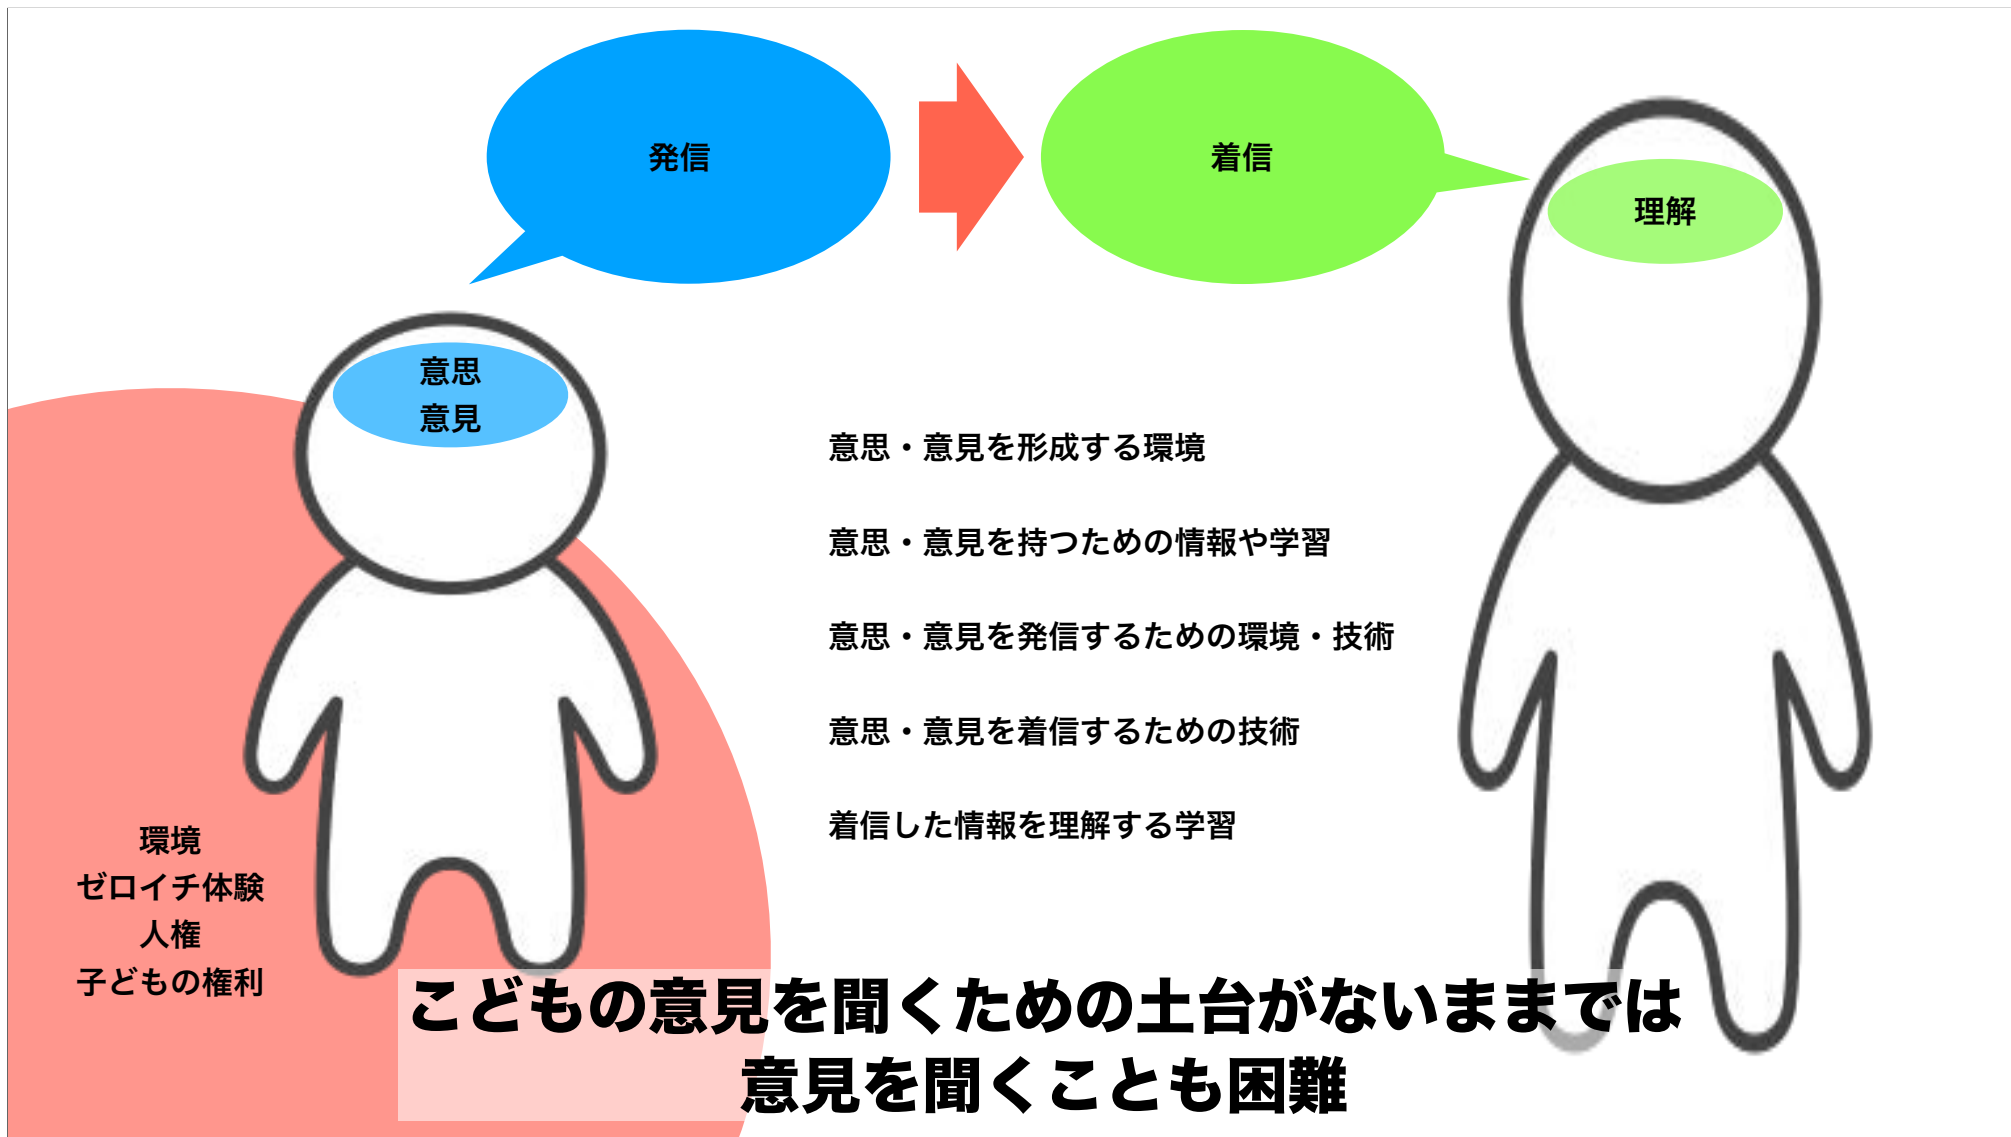 発信
着信
理解
意思
意見
意思・意見を形成する環境
意思・意見を持つための情報や学習
意思・意見を発信するための環境・技術
意思・意見を着信するための技術
着信した情報を理解する学習
環境
ゼロイチ体験
人権
子どもの権利
こどもの意見を聞くための土台がないままでは
意見を聞くことも困難